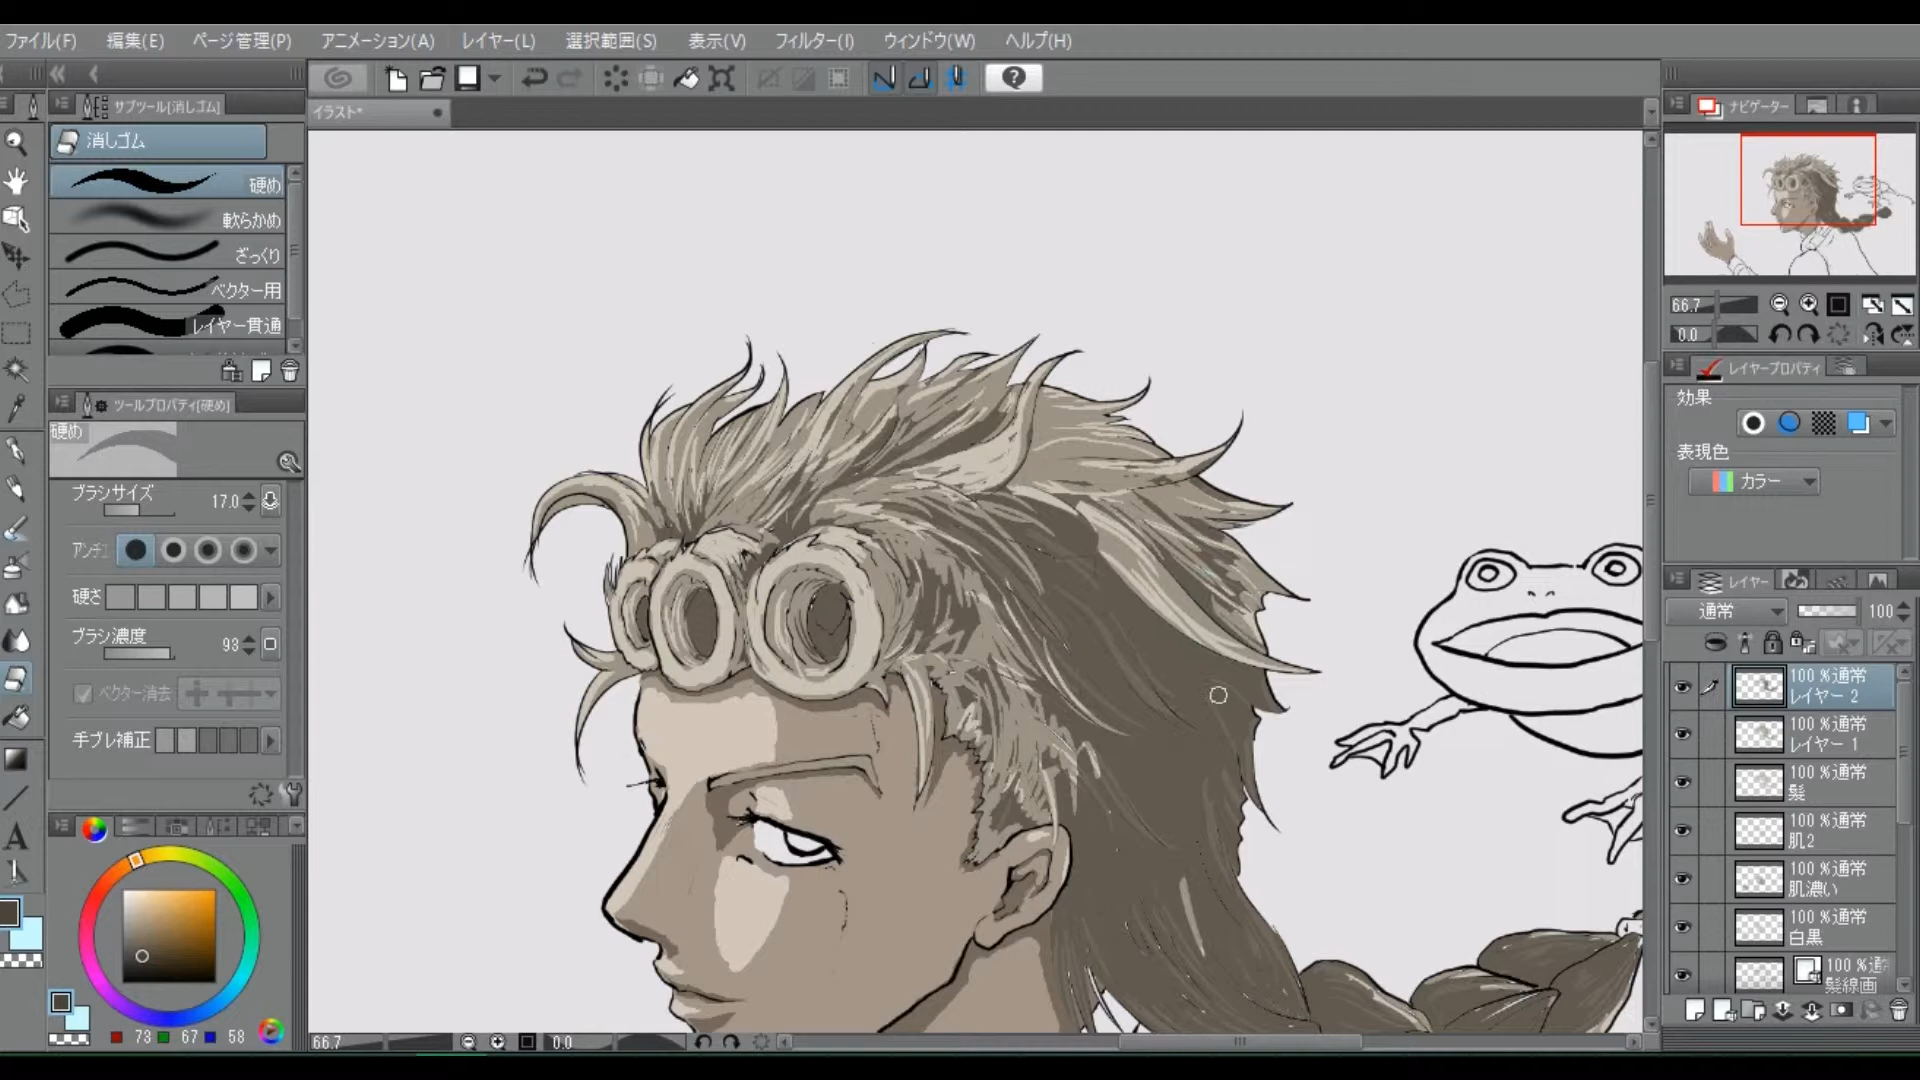 ファイル(F) 編集(E) ページ管理(P) アニメーション(A) レイヤー(L) 選択範囲(S) 表示(V) フィルター(I) ウィンドウ(W) ヘルプ(H)
サブツール[消しゴム]
消しゴム
硬め
軟らかめ
ざっくり
ベクター用
レイヤー貫通
ツールプロパティ[硬め]
硬め
ブラシサイズ 17.0
硬さ
ブラシ濃度 93
ベクター消去
手ブレ補正
73 67 58
イラスト*
66.7 0.0
ナビゲーター
66.7
0.0
レイヤープロパティ
効果
表現色
カラー
レイヤー
通常 100
100 %通常
レイヤー 2
100 %通常
レイヤー 1
100 %通常
髪
100 %通常
肌2
100 %通常
肌濃い
100 %通常
白黒
100 %通常
髪線画